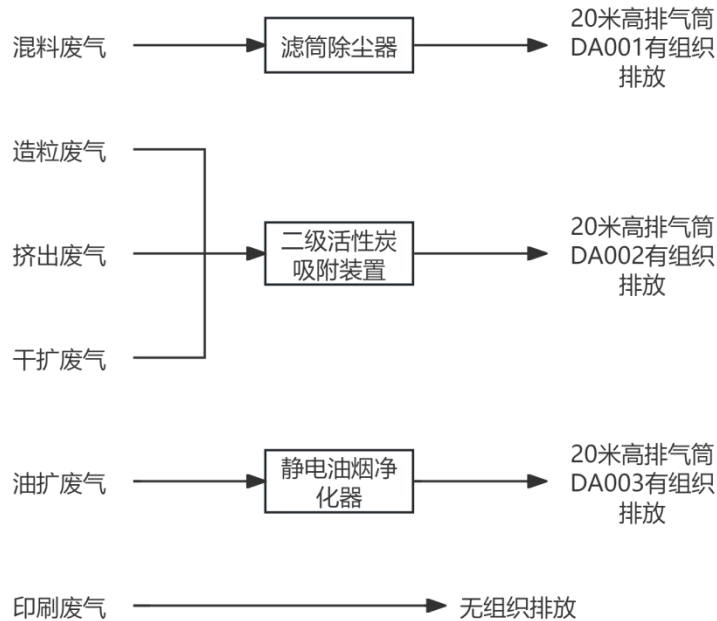 混料废气
滤筒除尘器
20米高排气筒
DA001有组织
排放
造粒废气
挤出废气
干扩废气
二级活性炭
吸附装置
20米高排气筒
DA002有组织
排放
油扩废气
静电油烟净
化器
20米高排气筒
DA003有组织
排放
印刷废气
无组织排放